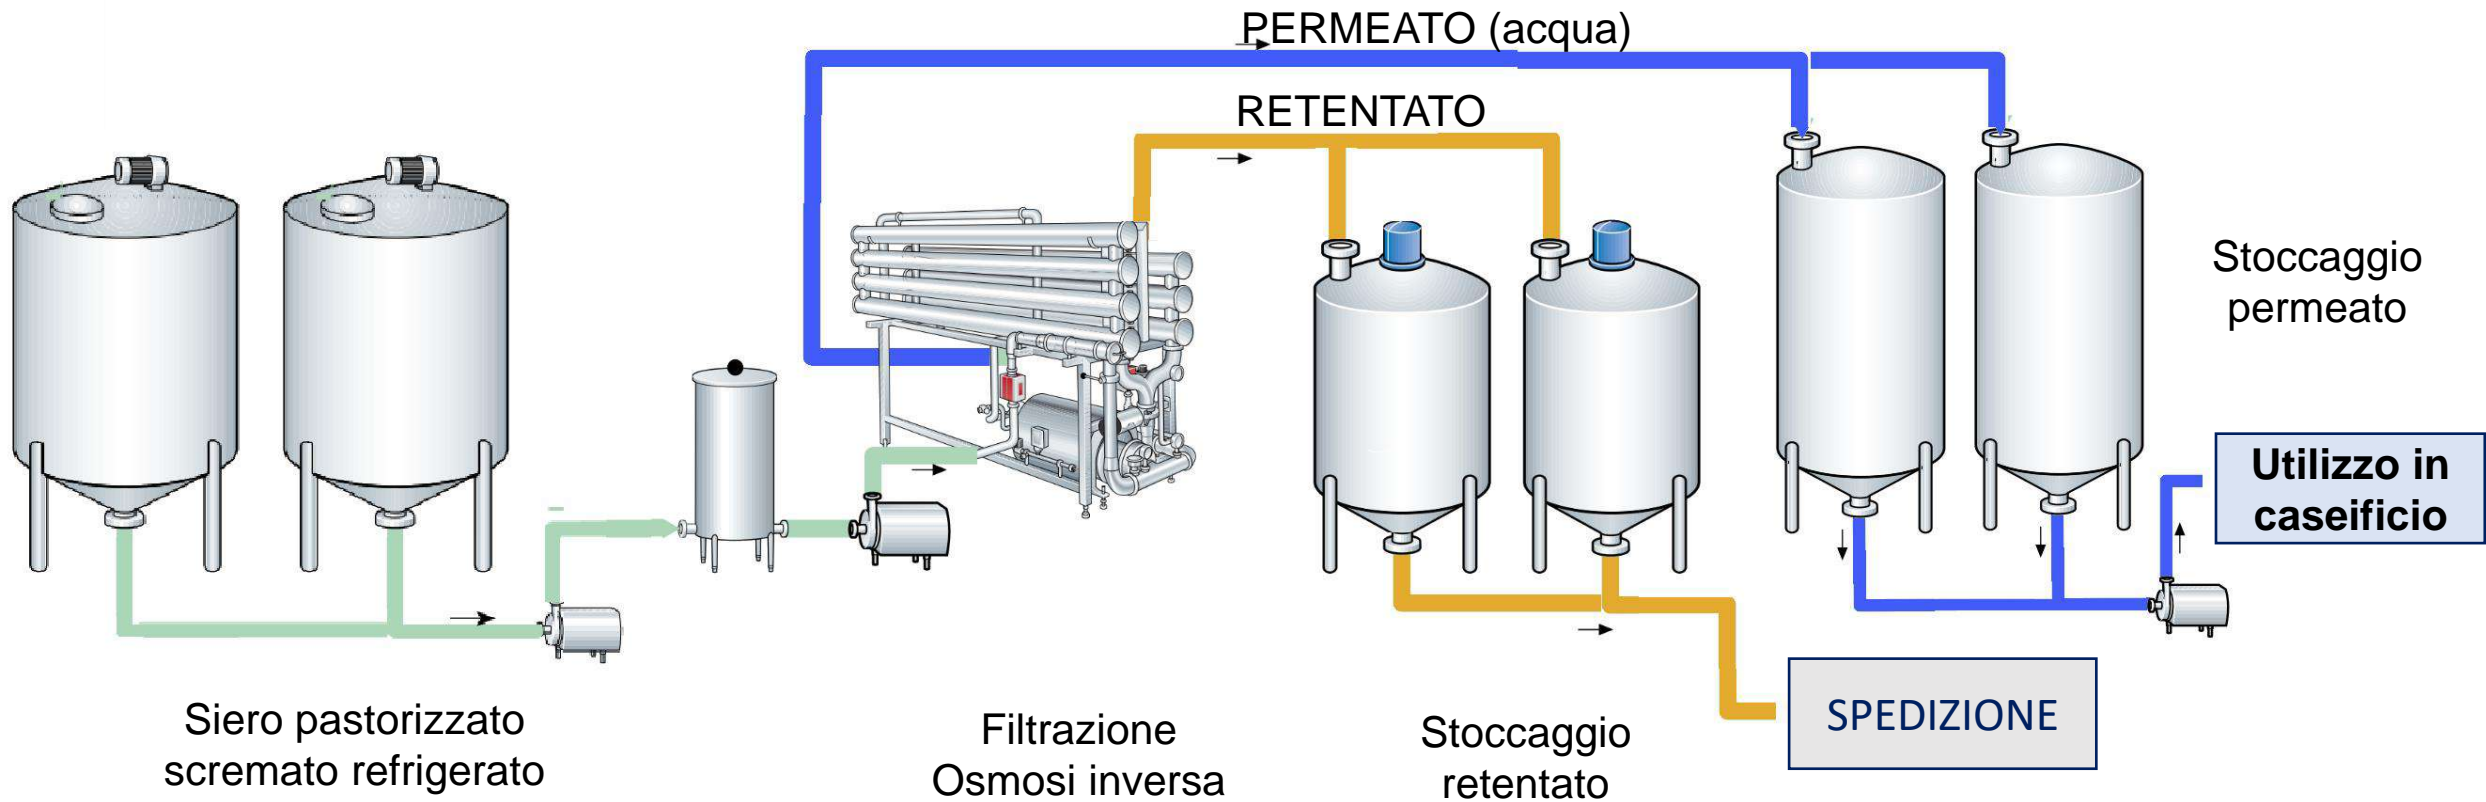 PERMEATO (acqua)
RETENTATO
Stoccaggio
permeato
Utilizzo in
caseificio
SPEDIZIONE
Siero pastorizzato
scremato refrigerato
Filtrazione
Osmosi inversa
Stoccaggio
retentato